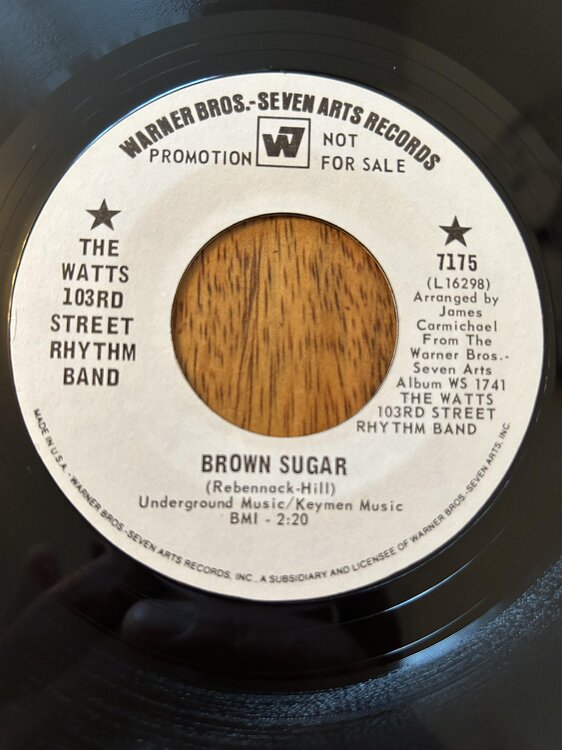 WARNER BROS.-SEVEN ARTS RECORDS
PROMOTION W7 NOT
FOR SALE
THE
WATTS
103RD
STREET
RHYTHM
BAND
7175
(L16298)
Arranged by
James
Carmichael
From The
Warner Bros.-
Seven Arts
Album WS 1741
THE WATTS
103RD STREET
RHYTHM BAND
BROWN SUGAR
(Rebennack-Hill)
Underground Music/Keymen Music
BMI - 2:20
MADE IN U.S.A. - WARNER BROS.-SEVEN ARTS RECORDS, INC., A SUBSIDIARY AND LICENSEE OF WARNER BROS.-SEVEN ARTS, INC.